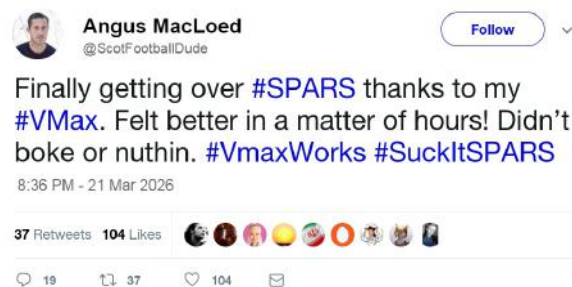 Angus MacLoed
@ScotFootballDude
Follow
Finally getting over #SPARS thanks to my
#VMax. Felt better in a matter of hours! Didn't
boke or nuthin. #VmaxWorks #SuckItSPARS
8:36 PM - 21 Mar 2026
37 Retweets 104 Likes
19 37 104